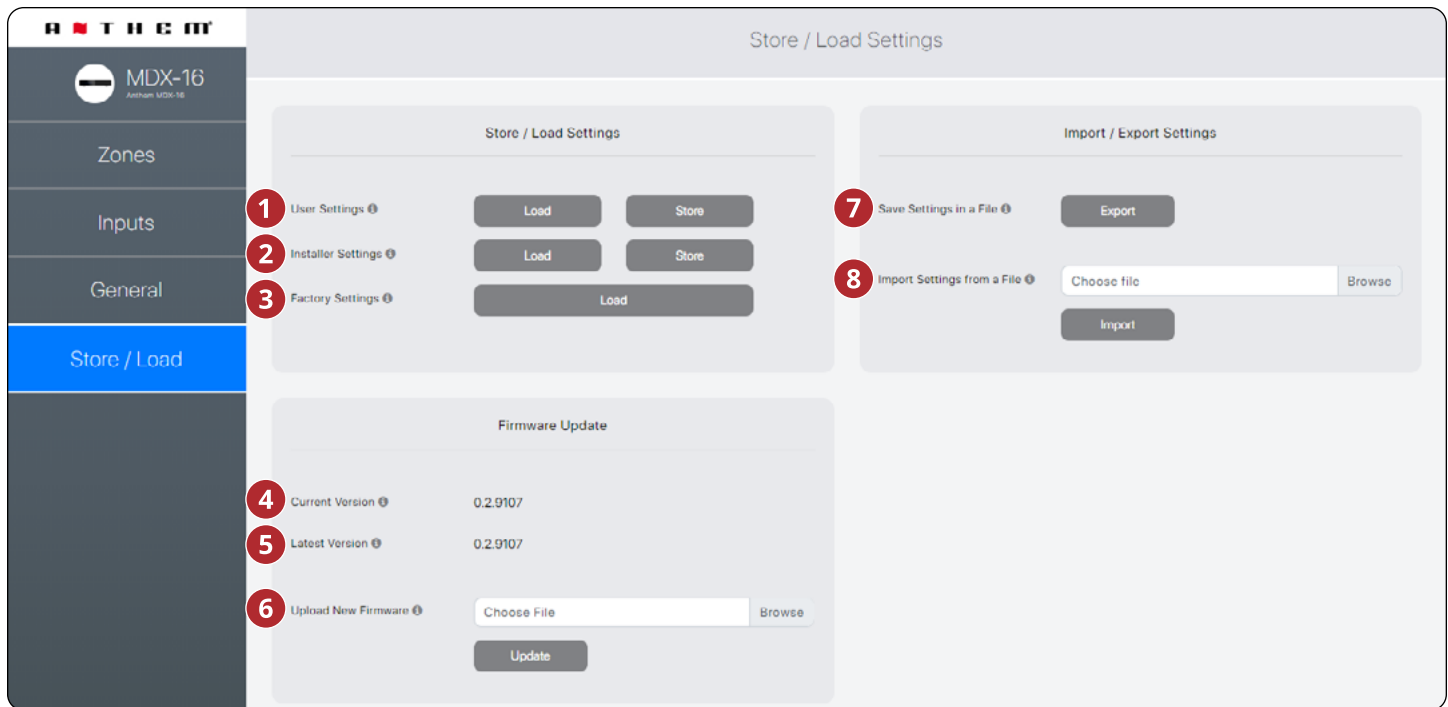 ANTHEM
MDX-16
Anthem MDX-16
Zones
Inputs
General
Store / Load
Store / Load Settings
Store / Load Settings
1 User Settings Load Store
2 Installer Settings Load Store
3 Factory Settings Load
Import / Export Settings
7 Save Settings in a File Export
8 Import Settings from a File Choose file Browse
Import
Firmware Update
4 Current Version 0.2.9107
5 Latest Version 0.2.9107
6 Upload New Firmware Choose File Browse
Update